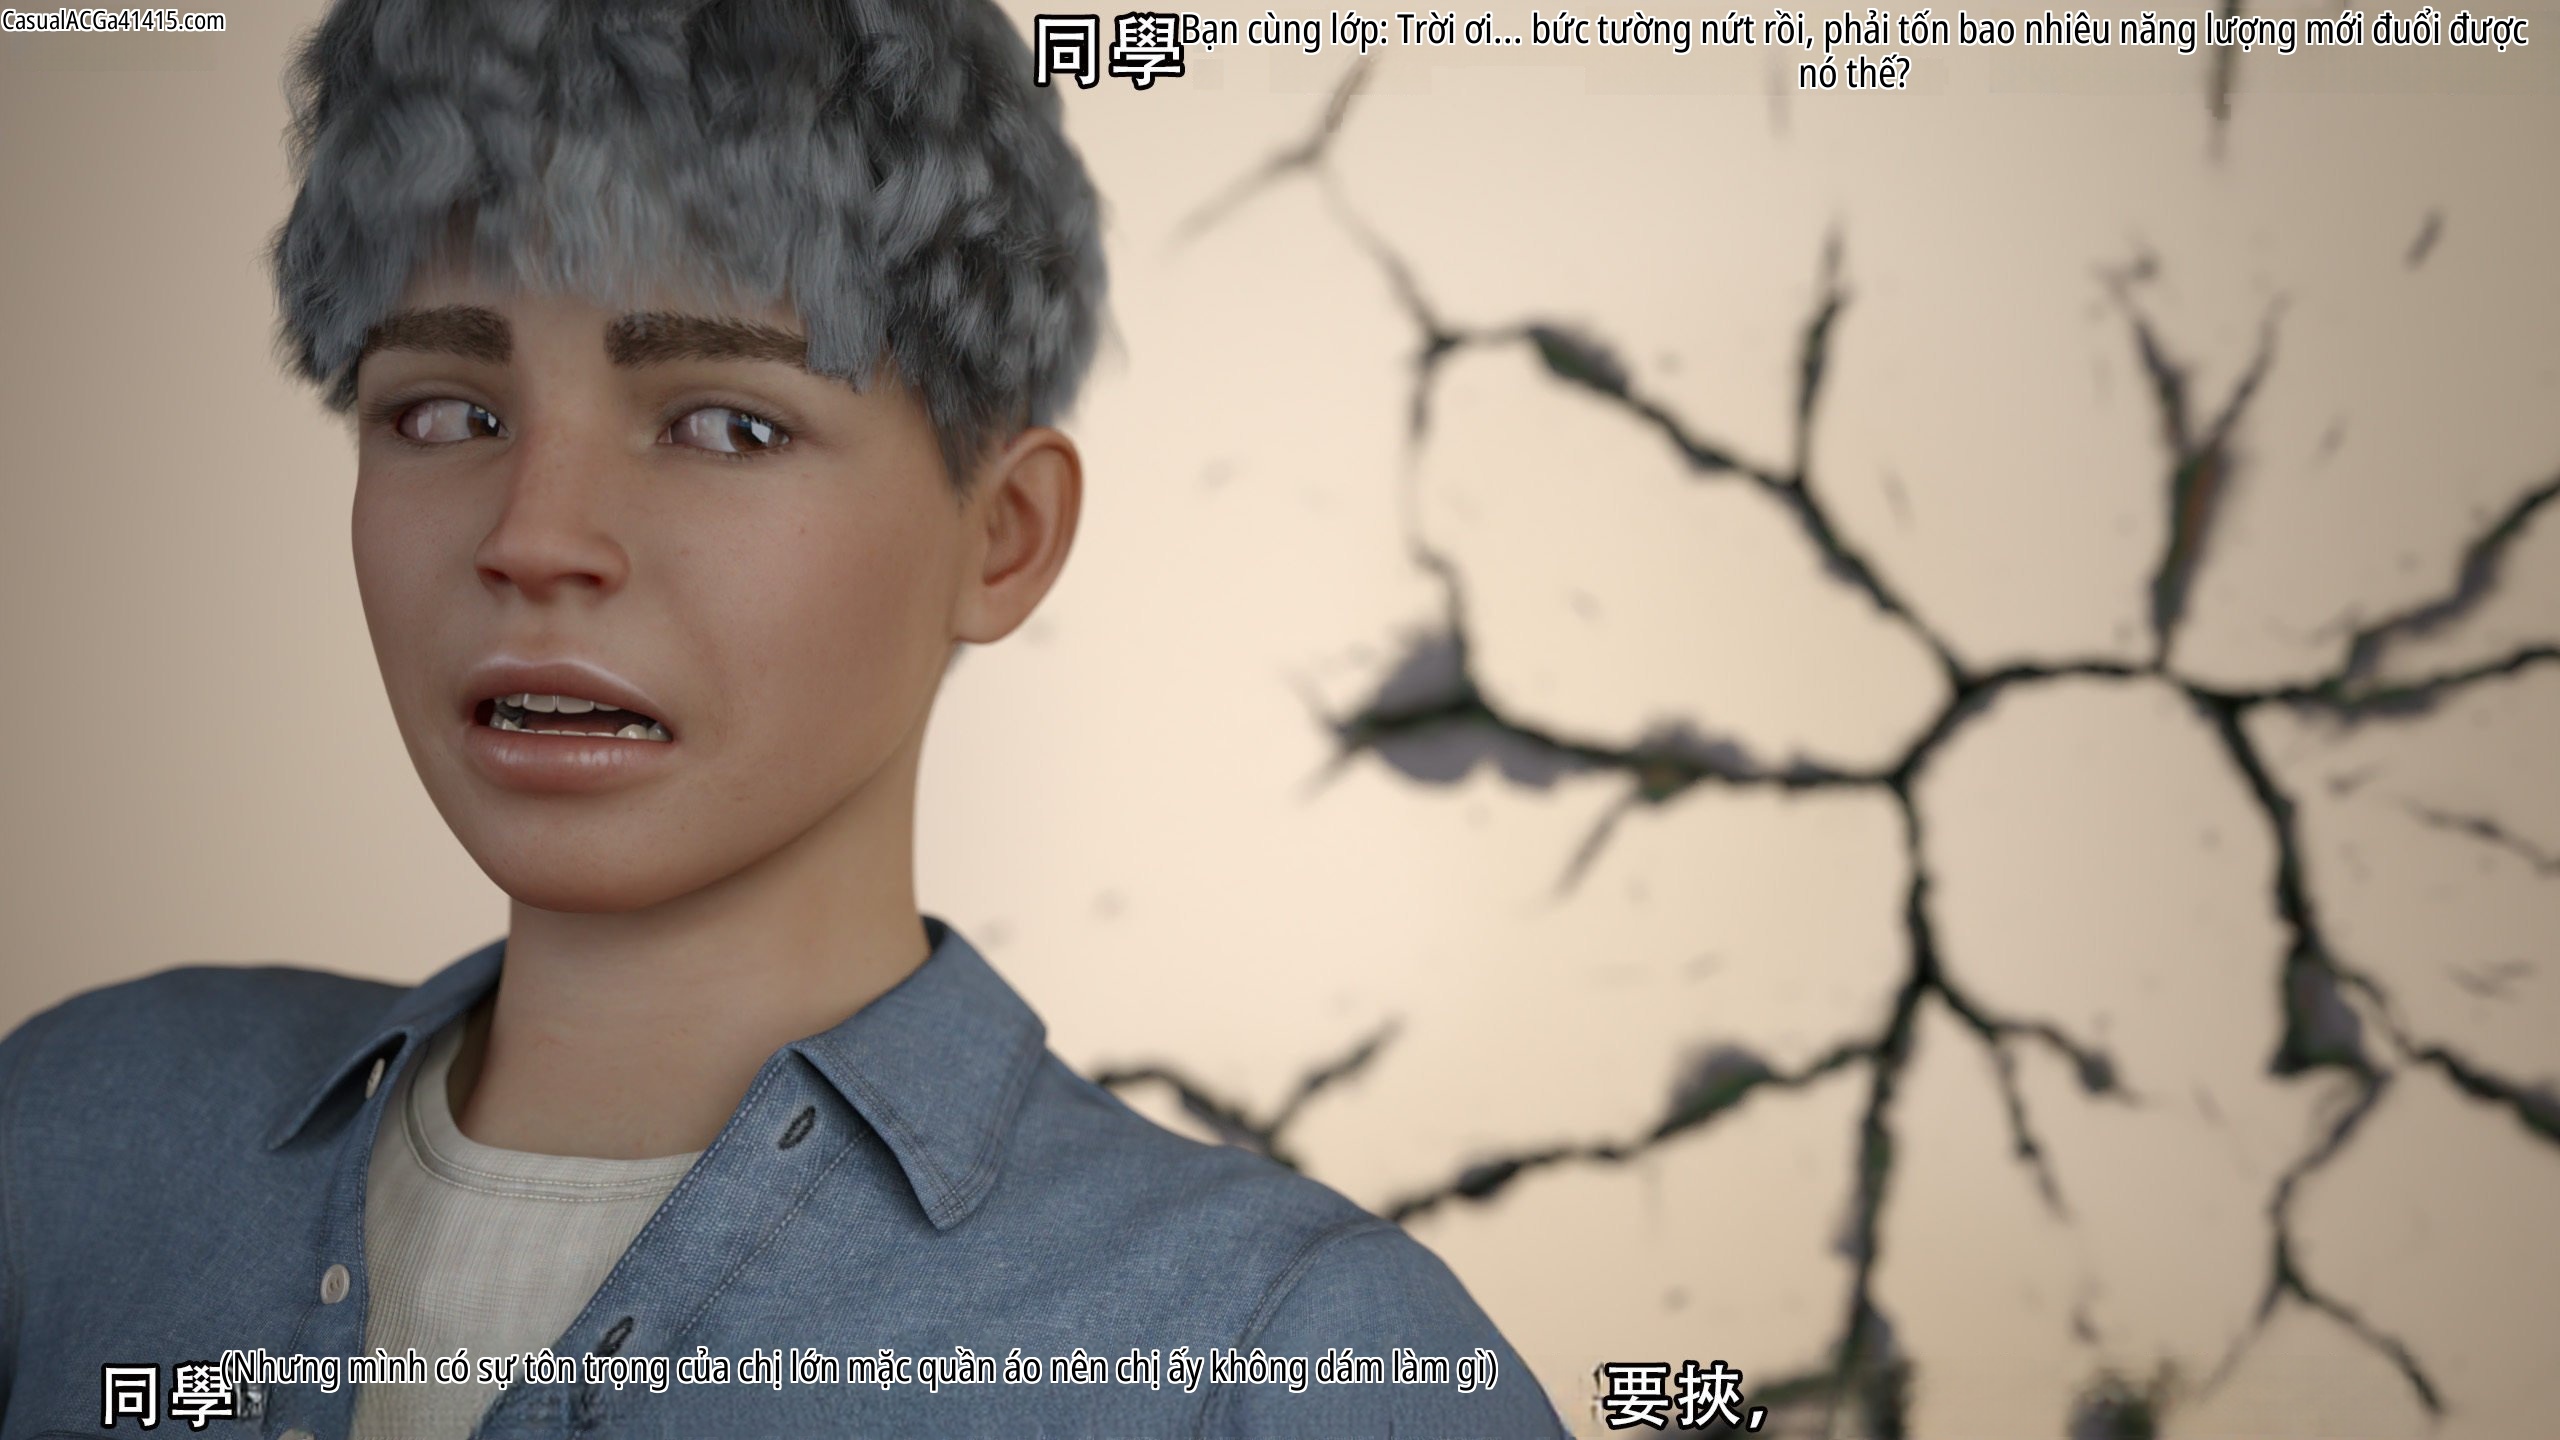 CasualACGa41415.com
同學
Bạn cùng lớp: Trời ơi... bức tường nứt rồi, phải tốn bao nhiêu năng lượng mới đuổi được
nó thế?
同學
(Nhưng mình có sự tôn trọng của chị lớn mặc quần áo nên chị ấy không dám làm gì)
要挾,